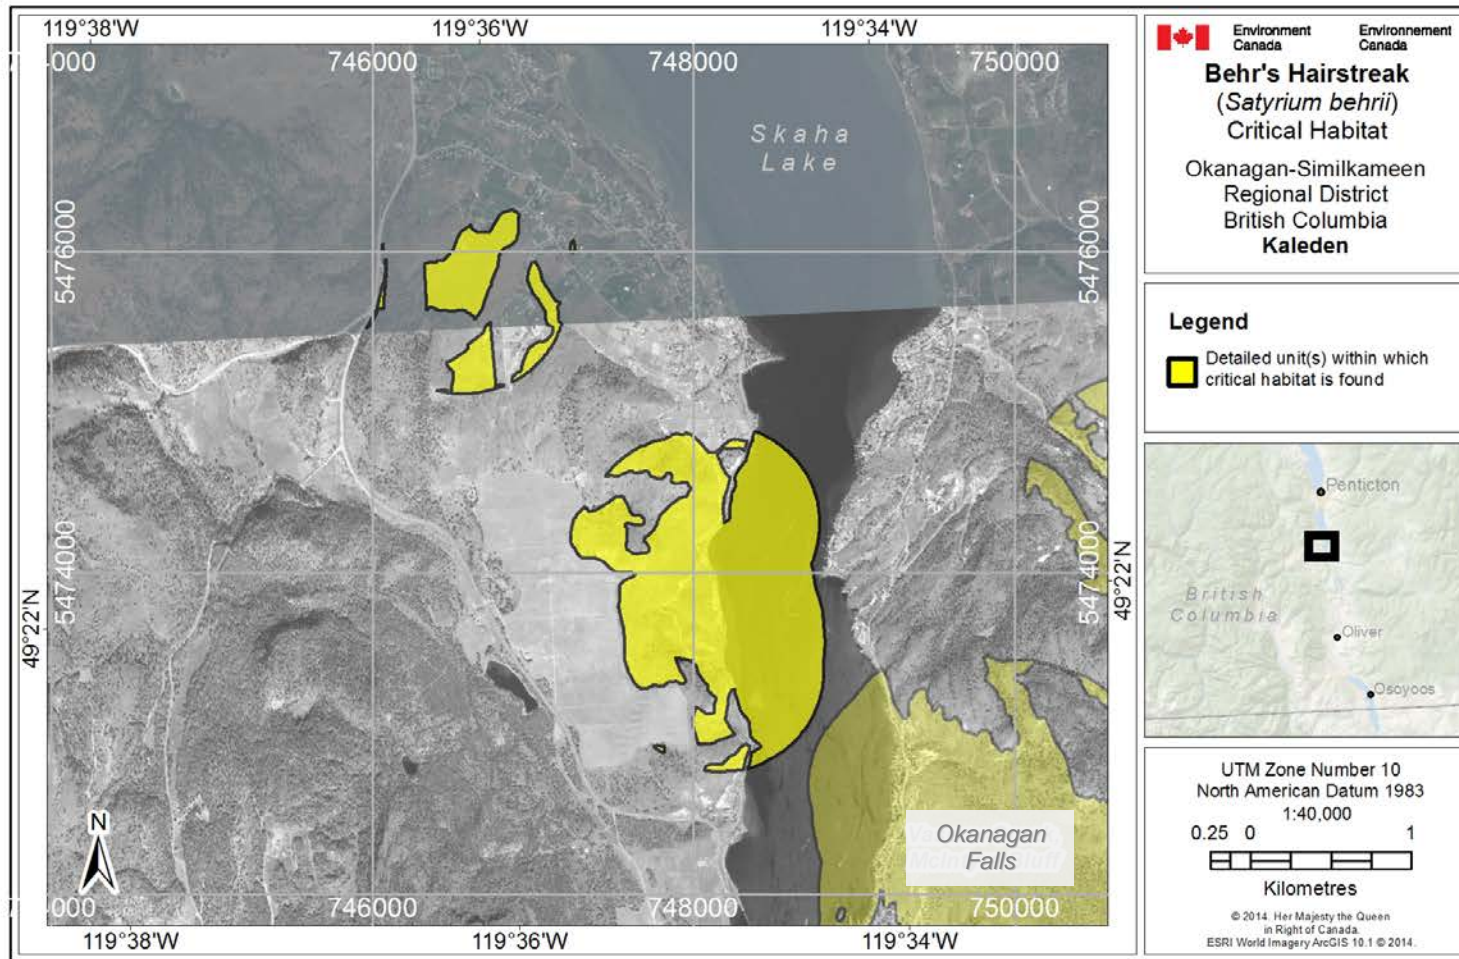 119°38'W 119°36'W 119°34'W
000 746000 748000 750000
Skaha
Lake
5476000 5476000
5474000 5474000
49°22'N 49°22'N
Okanagan
Falls
N
000 746000 748000 750000
119°38'W 119°36'W 119°34'W
Environment Environnement
Canada Canada
Behr's Hairstreak
(Satyrium behrii)
Critical Habitat
Okanagan-Similkameen
Regional District
British Columbia
Kaleden
Legend
Detailed unit(s) within which
critical habitat is found
Penticton
British
Columbia
Oliver
Osoyoos
UTM Zone Number 10
North American Datum 1983
1:40,000
0.25 0 1
Kilometres
© 2014. Her Majesty the Queen
in Right of Canada.
ESRI World Imagery ArcGIS 10.1 © 2014.